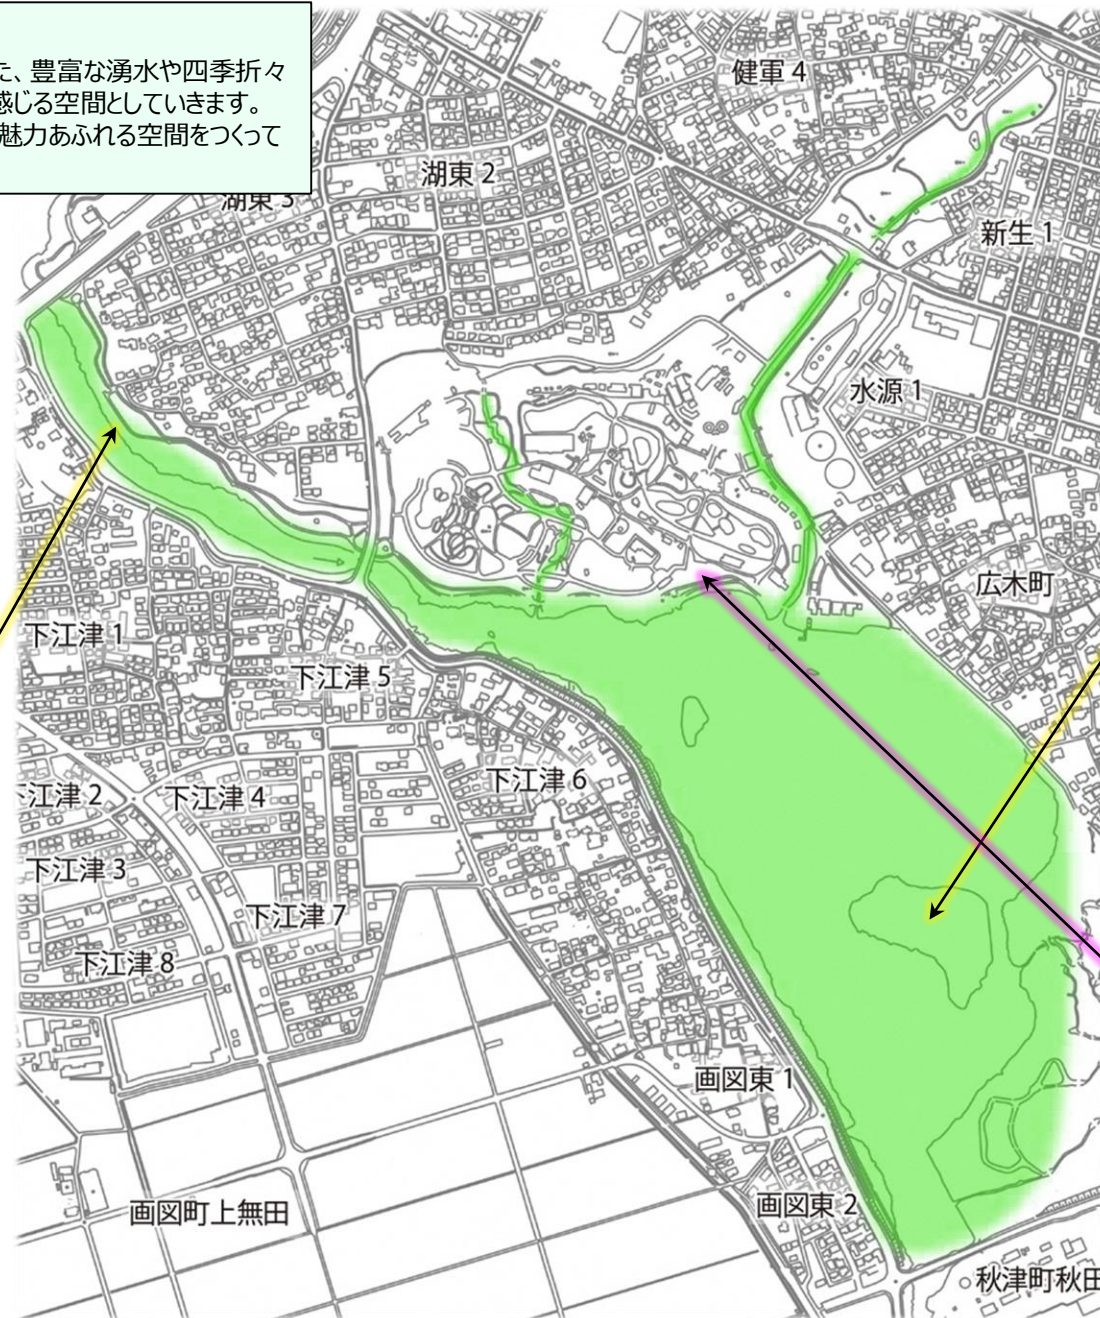 た、豊富な湧水や四季折々
感じる空間としていきます。
魅力あふれる空間をつくって
健軍 4
湖東 2
湖東 3
新生 1
水源 1
広木町
下江津 1
下江津 5
下江津 6
下江津 2
下江津 4
下江津 3
下江津 7
下江津 8
画図東 1
画図町上無田
画図東 2
秋津町秋田